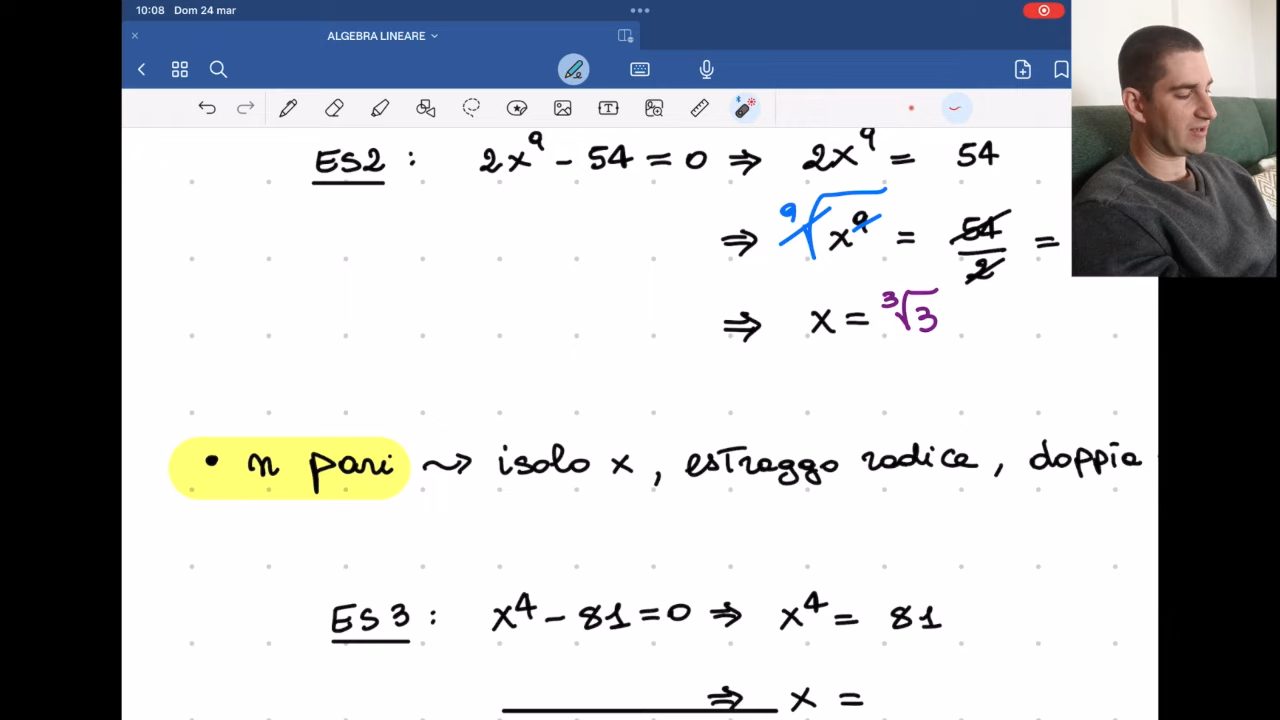 10:08 Dom 24 mar
ALGEBRA LINEARE
ES2 : 2x⁹ - 54 = 0 ⇒ 2x⁹ = 54
⇒ ⁹√x⁹ = 54/2 =
⇒ x = ³√3
• n pari ⤳ isolo x , estraggo radice , doppia
ES 3 : x⁴ - 81 = 0 ⇒ x⁴ = 81
⇒ x =